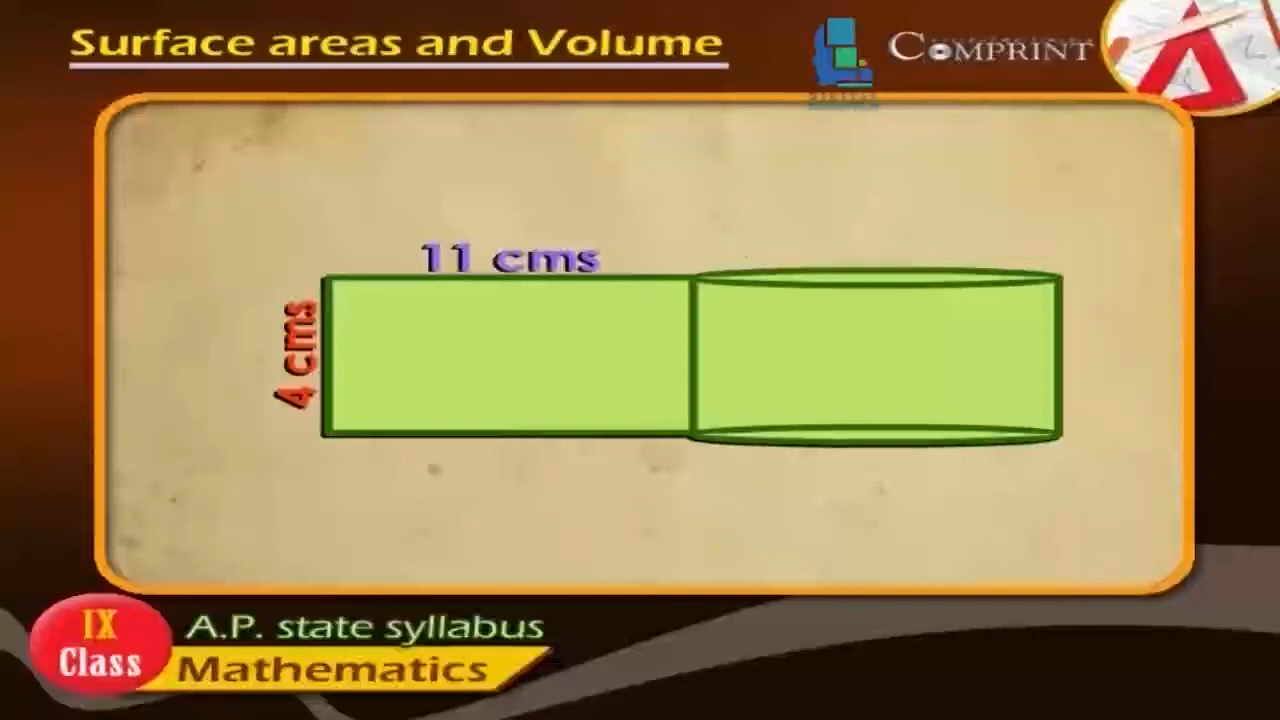 Surface areas and Volume
COMPRINT
11 cms
4 cms
IX
Class
A.P. state syllabus
Mathematics